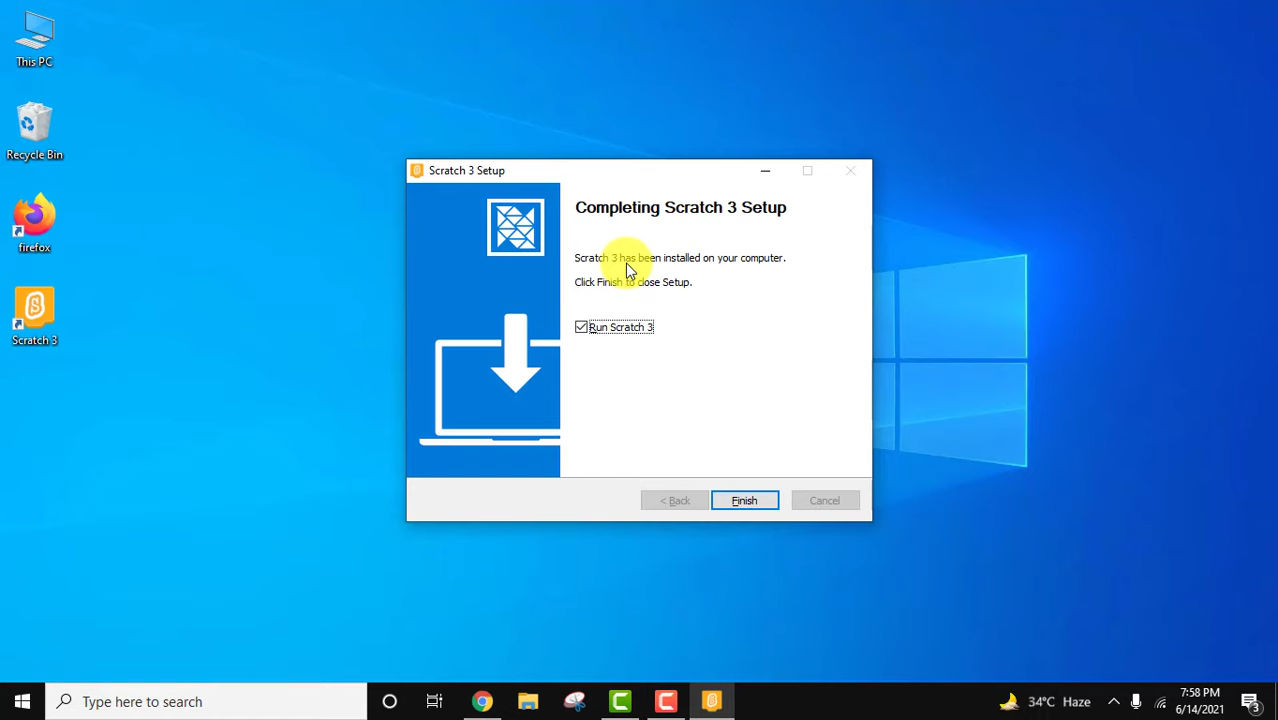 This PC
Recycle Bin
firefox
Scratch 3
Scratch 3 Setup
Completing Scratch 3 Setup
Scratch 3 has been installed on your computer.
Click Finish to close Setup.
Run Scratch 3
< Back
Finish
Cancel
Type here to search
34°C Haze
7:58 PM
6/14/2021
3